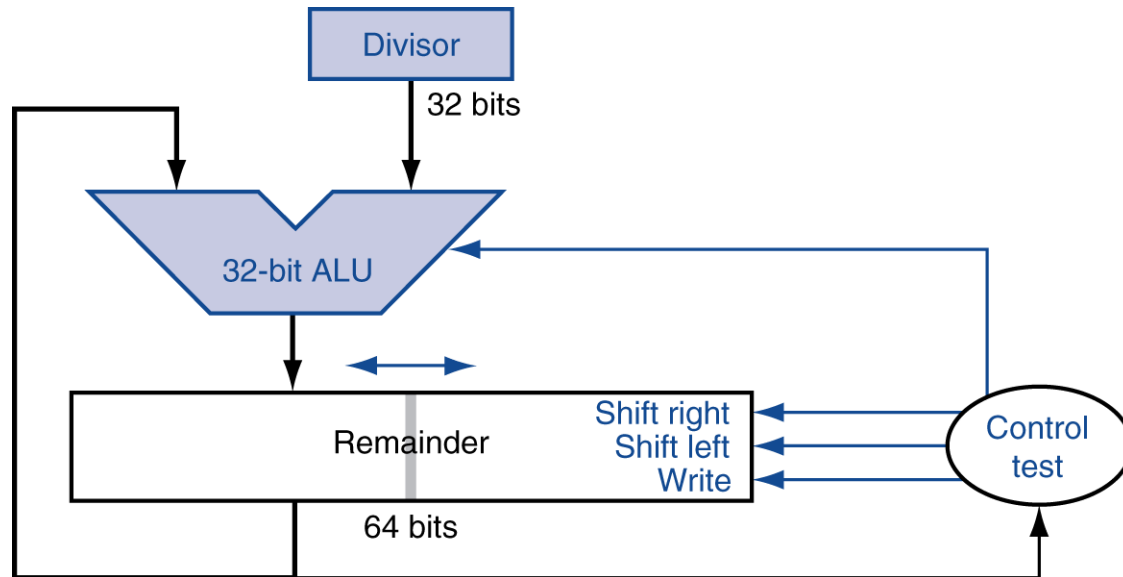 Divisor
32 bits
32-bit ALU
Remainder
Shift right
Shift left
Write
Control
test
64 bits